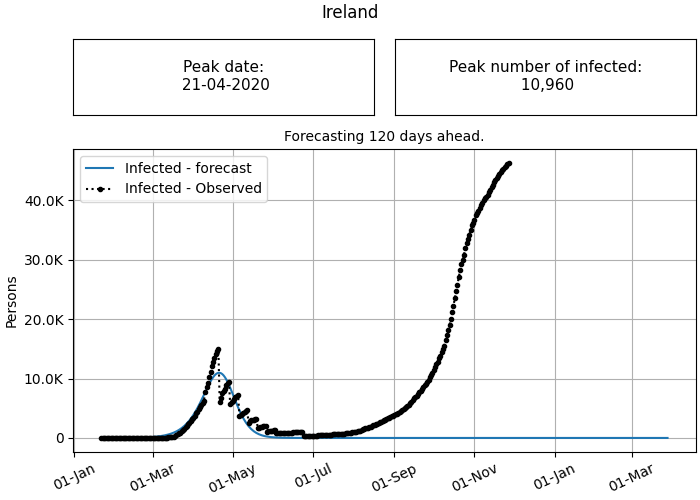 Ireland
Peak date:
21-04-2020
Peak number of infected:
10,960
Forecasting 120 days ahead.
Infected - forecast
Infected - Observed
40.0K
30.0K
20.0K
10.0K
0
Persons
01-Jan
01-Mar
01-May
01-Jul
01-Sep
01-Nov
01-Jan
01-Mar